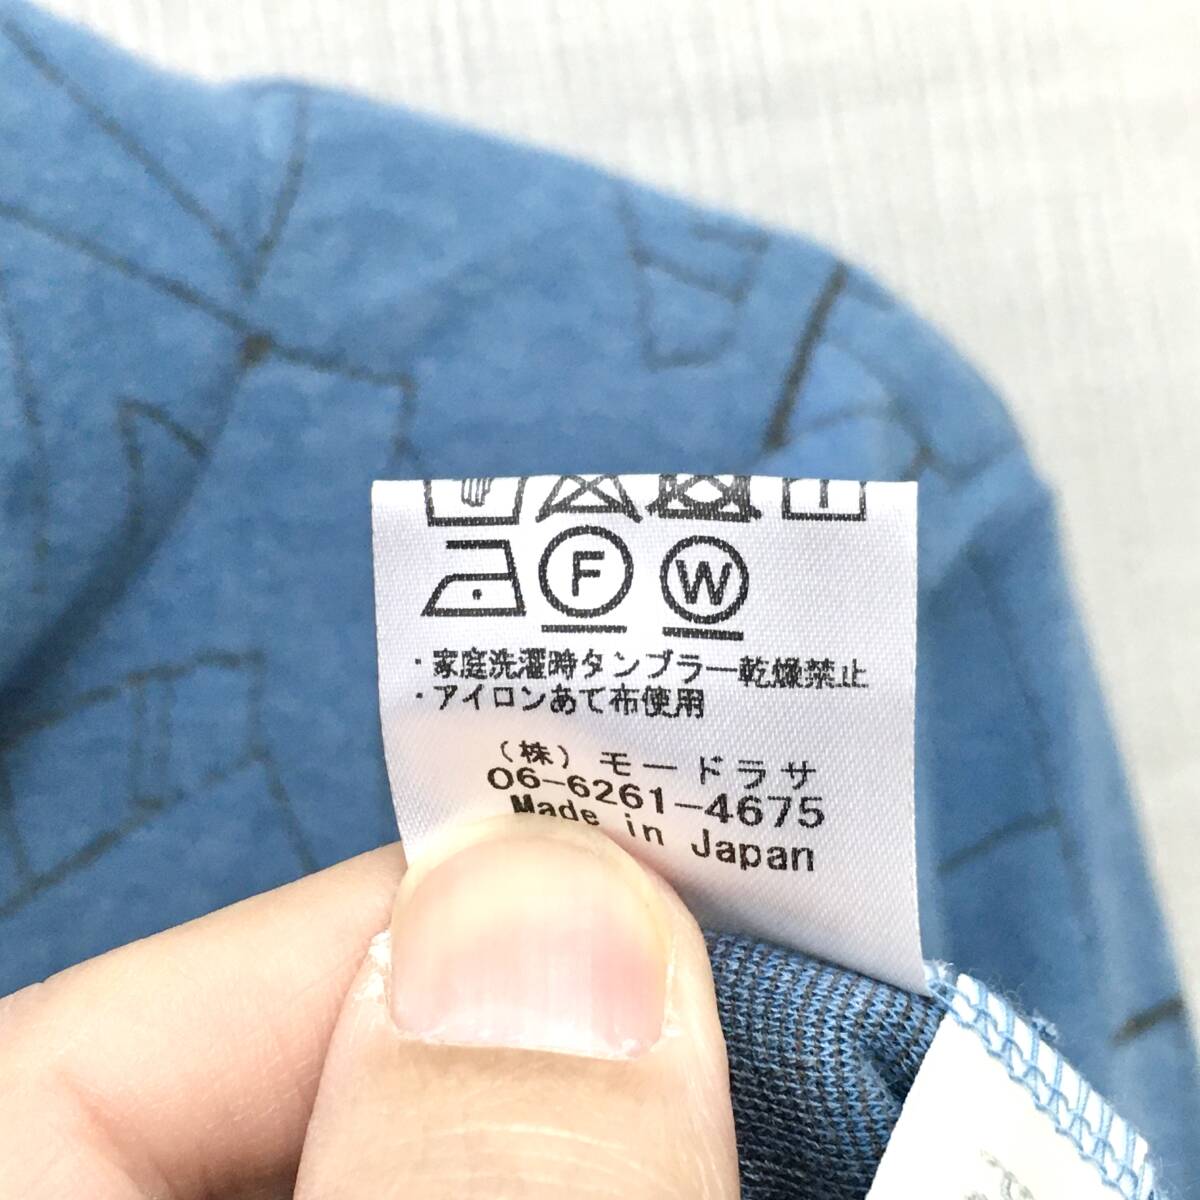 F W
・家庭洗濯時タンブラー乾燥禁止
・アイロンあて布使用
(株)モードラサ
06-6261-4675
Made in Japan